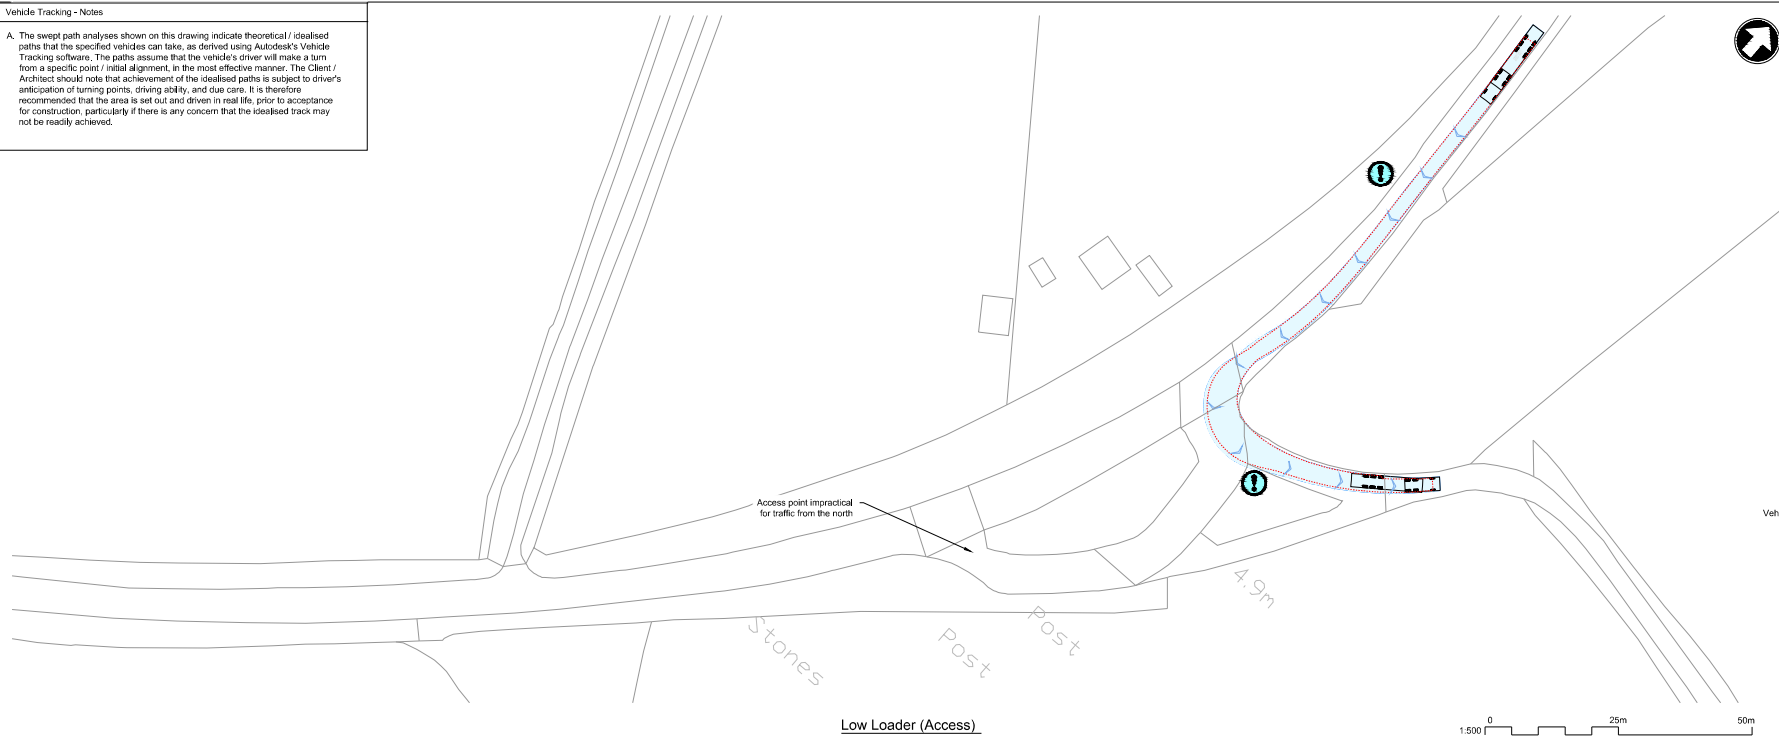 Vehicle Tracking - Notes
A. The swept path analyses shown on this drawing indicate theoretical / idealised
paths that the specified vehicles can take, as derived using Autodesk's Vehicle
Tracking software. The paths assume that the vehicle's driver will make a turn
from a specific point / initial alignment, in the most effective manner. The Client /
Architect should note that achievement of the idealised paths is subject to driver's
anticipation of turning points, driving ability, and due care. It is therefore
recommended that the area is set out and driven in real life, prior to acceptance
for construction, particularly if there is any concern that the idealised track may
not be readily achieved.
!
!
Access point impractical
for traffic from the north
Veh
4.9m
Post
Post
Stones
Low Loader (Access)
1:500
0 25m 50m